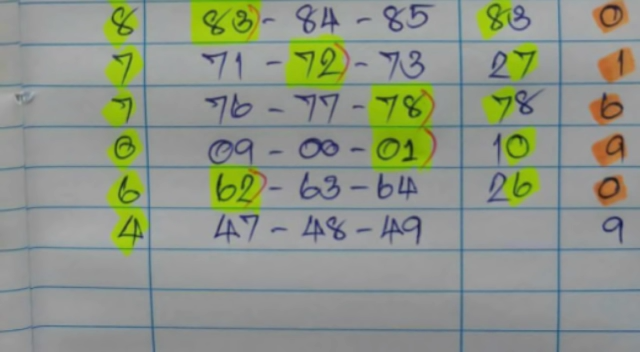 8 83) - 84 - 85 83 0
7 71 - 72) - 73 27 1
7 76 - 77 - 78) 78 6
0 09 - 00 - 01) 10 9
6 62) - 63 - 64 26 0
4 47 - 48 - 49 9